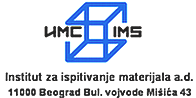 ИМС IMS
Institut za ispitivanje materijala a.d.
11000 Beograd Bul. vojvode Mišića 43